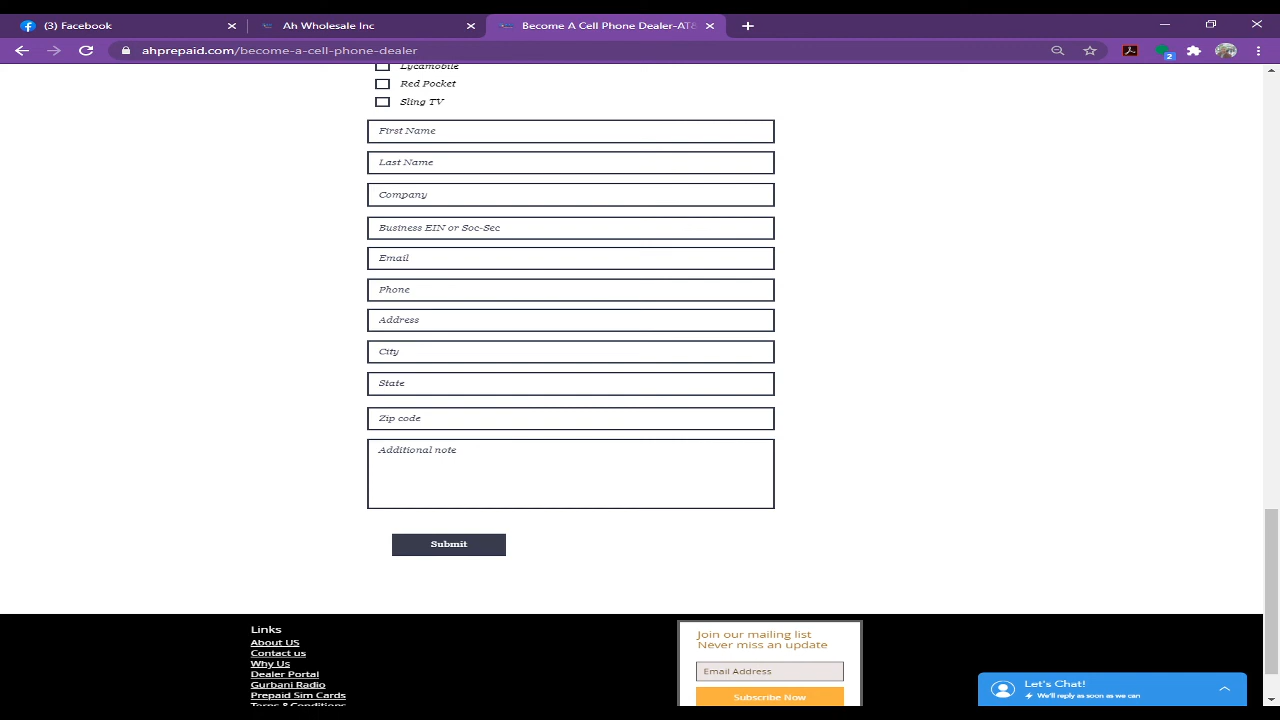 (3) Facebook
Ah Wholesale Inc
Become A Cell Phone Dealer-AT&
ahprepaid.com/become-a-cell-phone-dealer
2
Lycamobile
Red Pocket
Sling TV
First Name
Last Name
Company
Business EIN or Soc-Sec
Email
Phone
Address
City
State
Zip code
Additional note
Submit
Links
About US
Contact us
Why Us
Dealer Portal
Gurbani Radio
Prepaid Sim Cards
Terms & Conditions
Join our mailing list
Never miss an update
Email Address
Subscribe Now
Let's Chat!
We'll reply as soon as we can